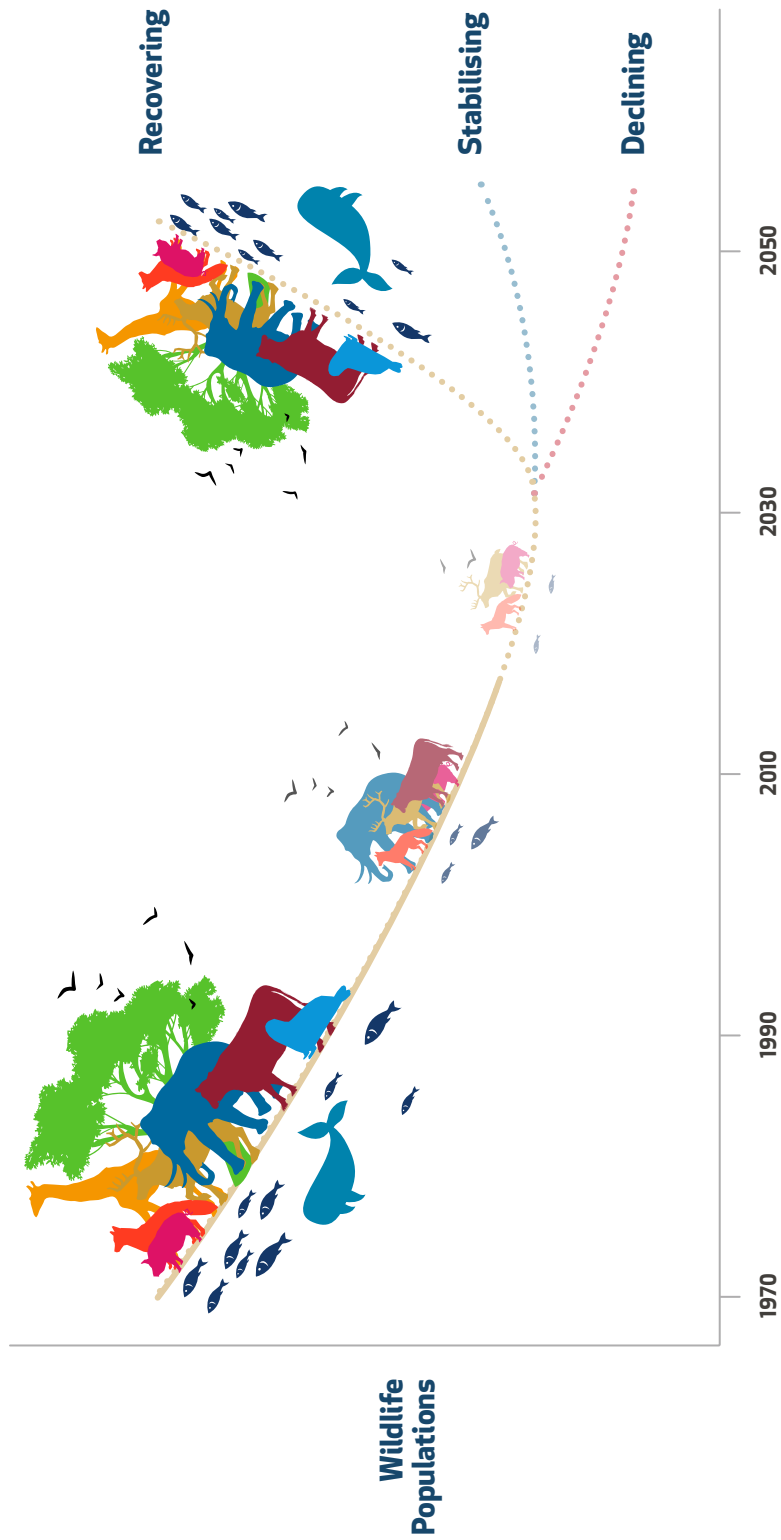 Recovering
Stabilising
Declining
Wildlife
Populations
1970
1990
2010
2030
2050